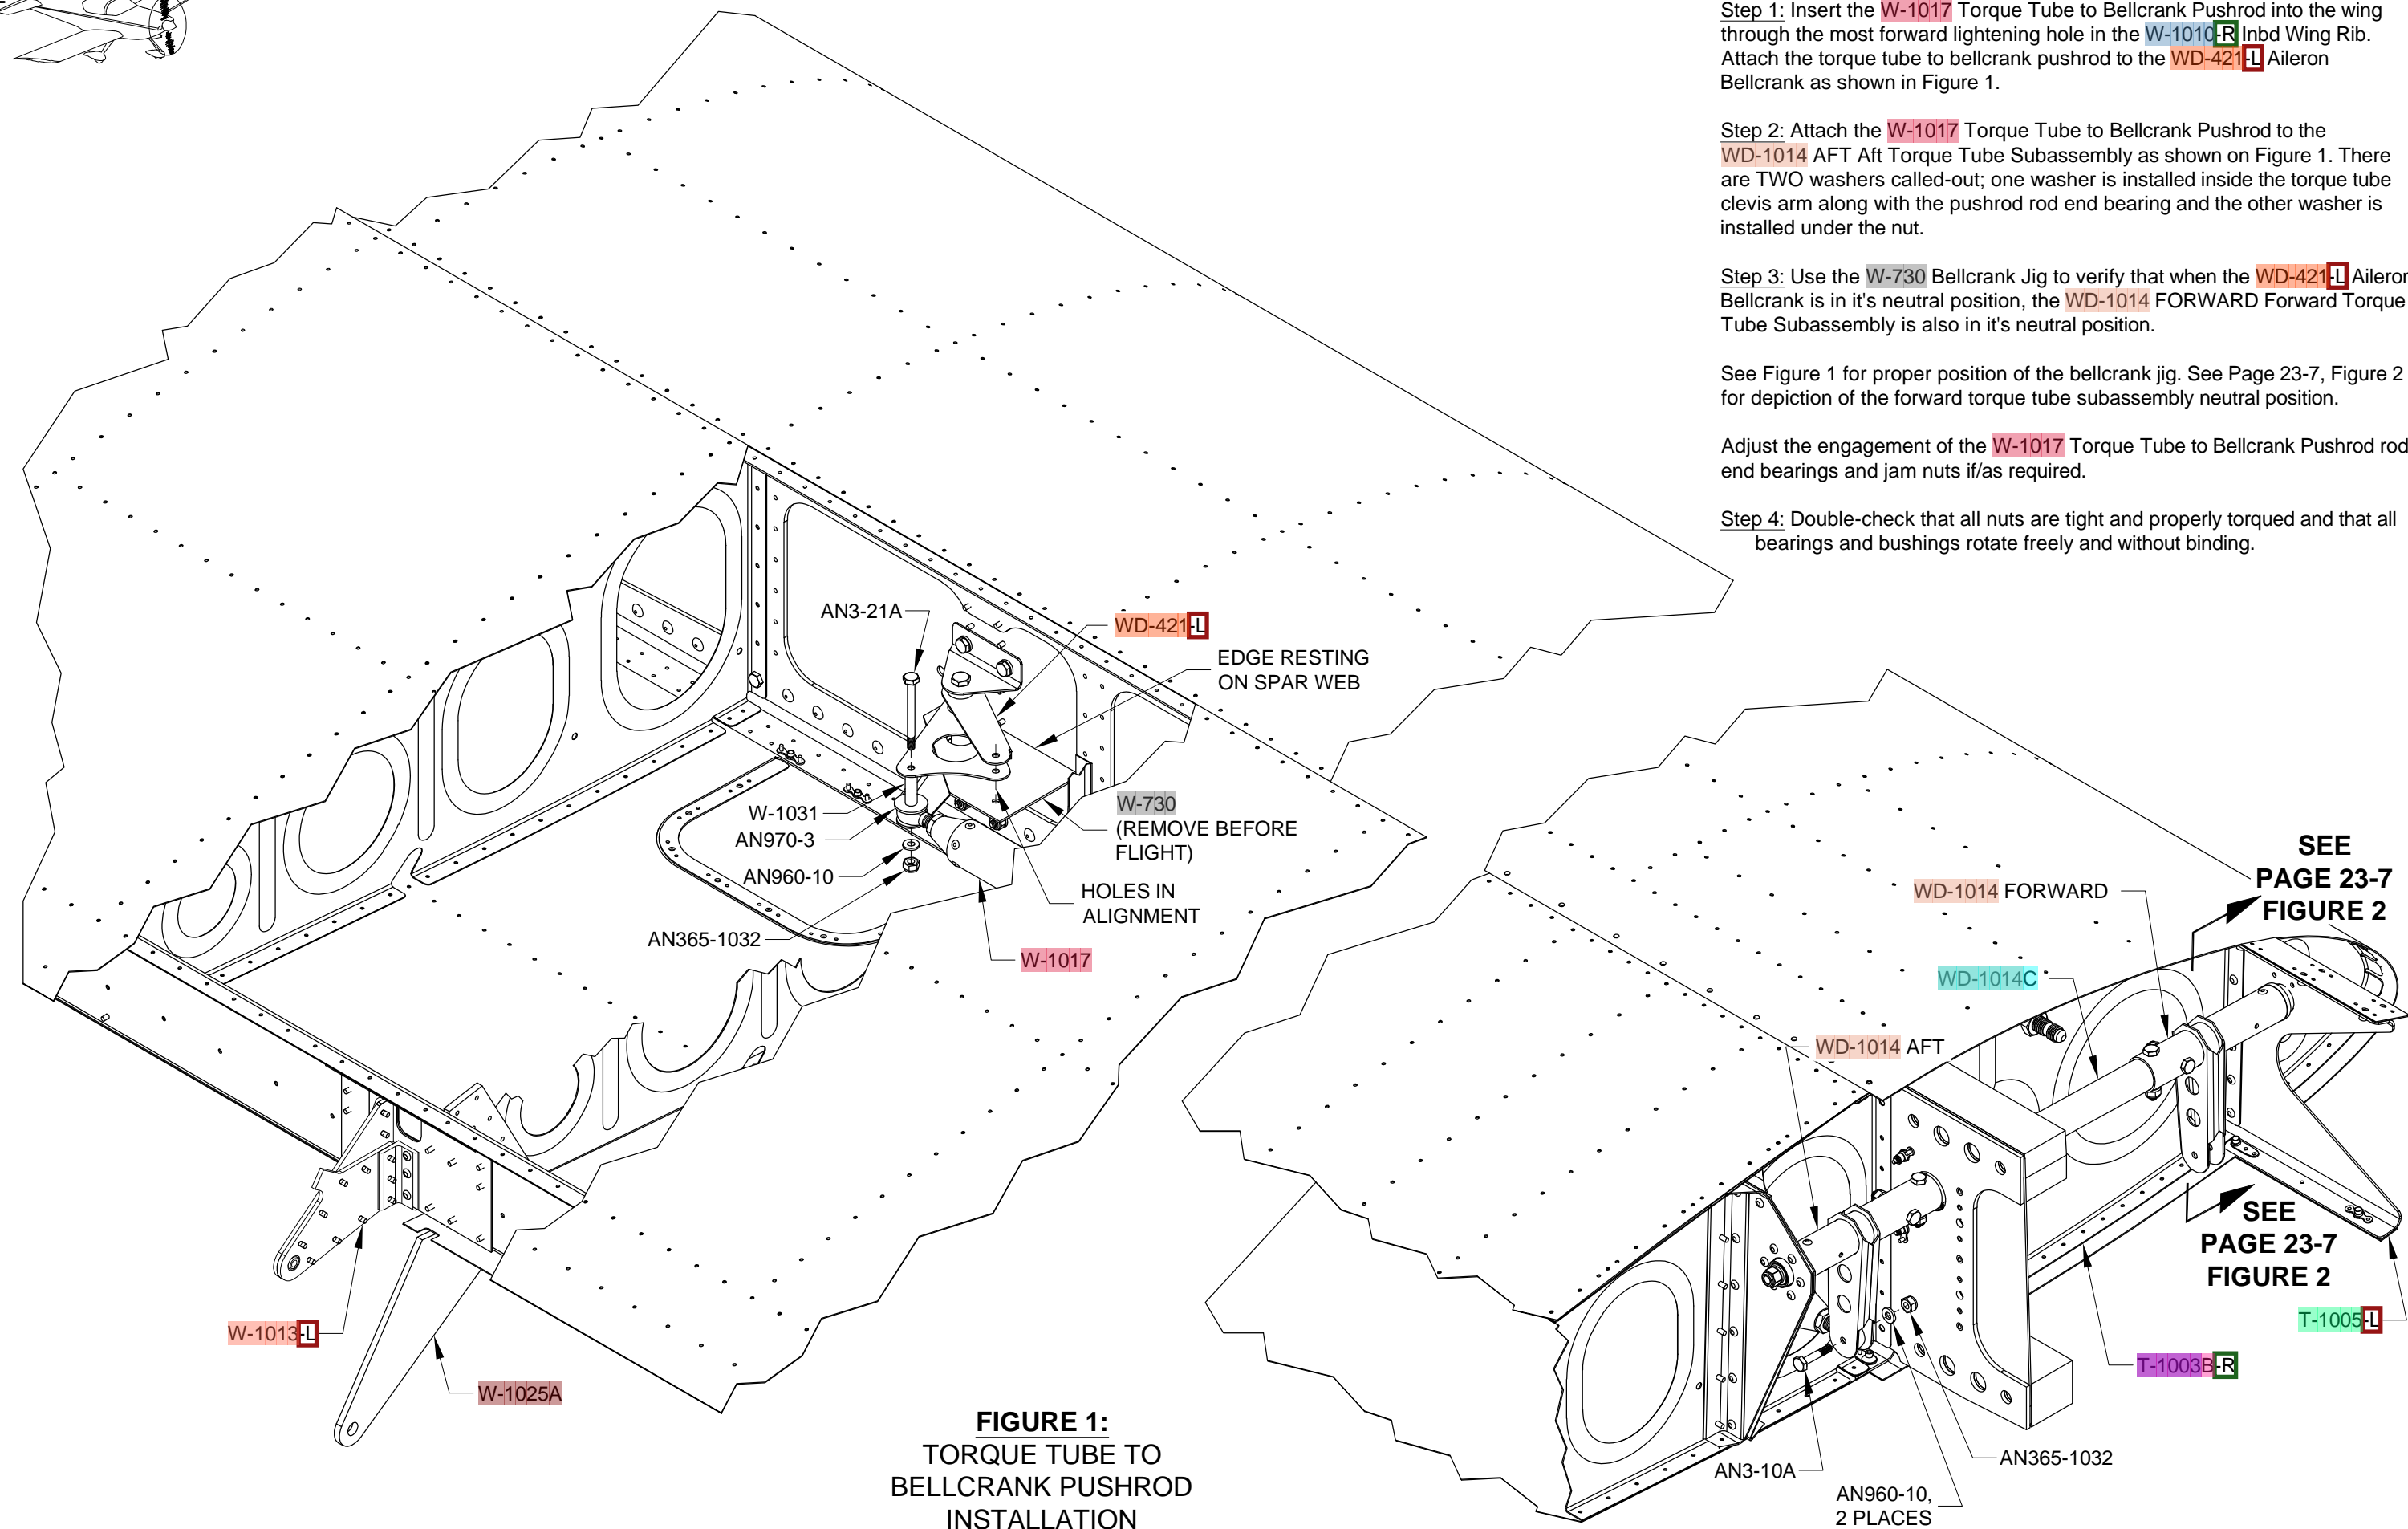 Step 1: Insert the W-1017 Torque Tube to Bellcrank Pushrod into the wing
through the most forward lightening hole in the W-1010-R Inbd Wing Rib.
Attach the torque tube to bellcrank pushrod to the WD-421-L Aileron
Bellcrank as shown in Figure 1.
Step 2: Attach the W-1017 Torque Tube to Bellcrank Pushrod to the
WD-1014 AFT Aft Torque Tube Subassembly as shown on Figure 1. There
are TWO washers called-out; one washer is installed inside the torque tube
clevis arm along with the pushrod rod end bearing and the other washer is
installed under the nut.
Step 3: Use the W-730 Bellcrank Jig to verify that when the WD-421-L Aileron
Bellcrank is in it's neutral position, the WD-1014 FORWARD Forward Torque
Tube Subassembly is also in it's neutral position.
See Figure 1 for proper position of the bellcrank jig. See Page 23-7, Figure 2
for depiction of the forward torque tube subassembly neutral position.
Adjust the engagement of the W-1017 Torque Tube to Bellcrank Pushrod rod
end bearings and jam nuts if/as required.
Step 4: Double-check that all nuts are tight and properly torqued and that all
bearings and bushings rotate freely and without binding.
AN3-21A
WD-421-L
EDGE RESTING
ON SPAR WEB
W-1031
AN970-3
AN960-10
AN365-1032
W-730
(REMOVE BEFORE
FLIGHT)
HOLES IN
ALIGNMENT
W-1017
W-1013-L
W-1025A
SEE
PAGE 23-7
FIGURE 2
WD-1014 FORWARD
WD-1014C
WD-1014 AFT
SEE
PAGE 23-7
FIGURE 2
T-1005-L
T-1003B-R
AN365-1032
AN3-10A
AN960-10,
2 PLACES
FIGURE 1:
TORQUE TUBE TO
BELLCRANK PUSHROD
INSTALLATION